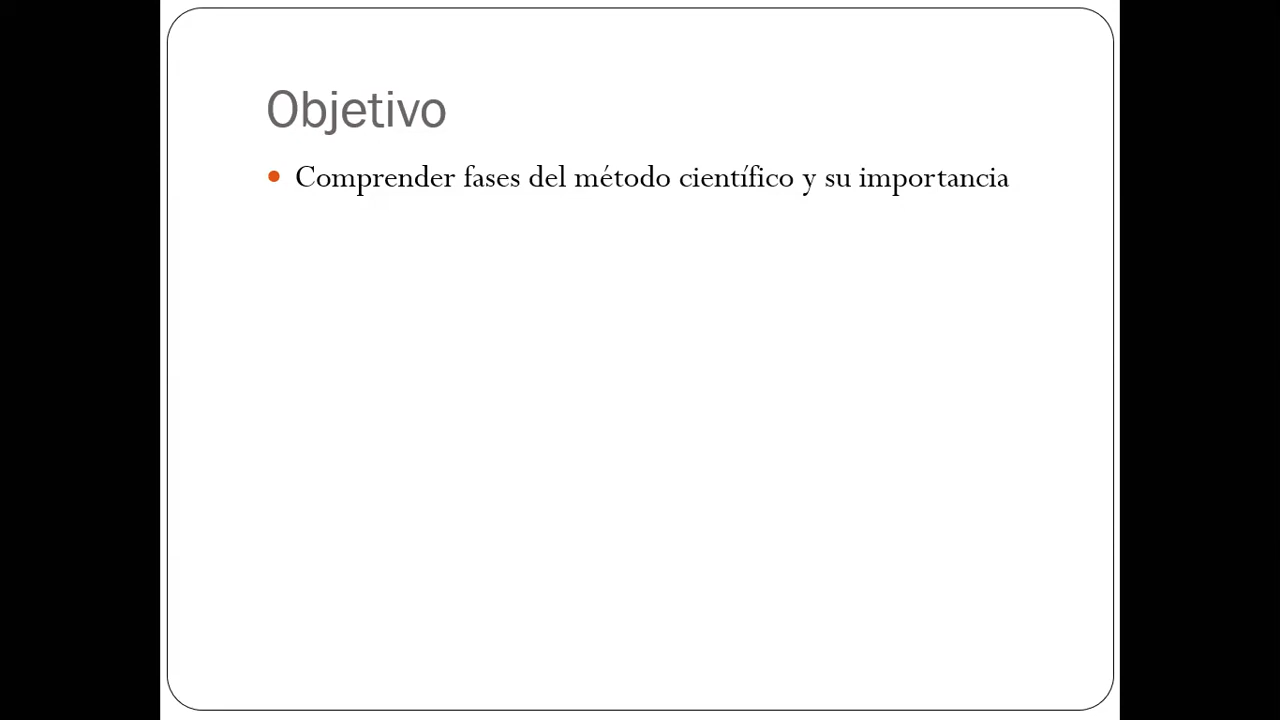 Objetivo
• Comprender fases del método científico y su importancia